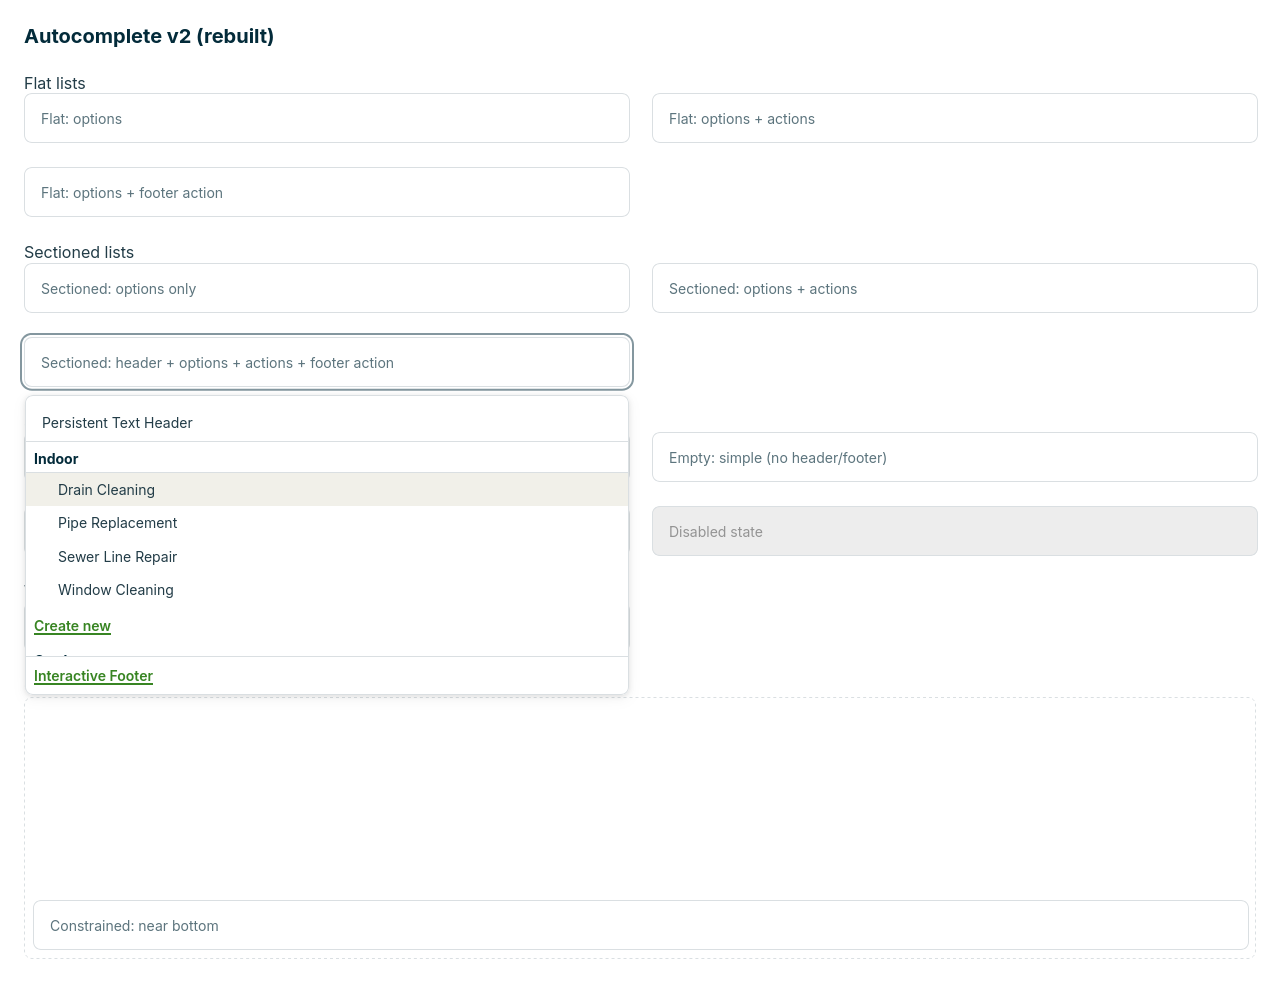 Autocomplete v2 (rebuilt)
Flat lists
Flat: options
Flat: options + actions
Flat: options + footer action
Sectioned lists
Sectioned: options only
Sectioned: options + actions
Sectioned: header + options + actions + footer action
Persistent Text Header
Indoor
Empty: simple (no header/footer)
Drain Cleaning
Pipe Replacement
Disabled state
Sewer Line Repair
Window Cleaning
Create new
Interactive Footer
Constrained: near bottom